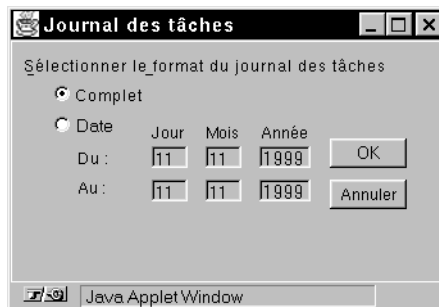 Journal des tâches
Sélectionner le format du journal des tâches
Complet
Date
Jour Mois Année
Du : 11 11 1999
Au : 11 11 1999
OK
Annuler
Java Applet Window